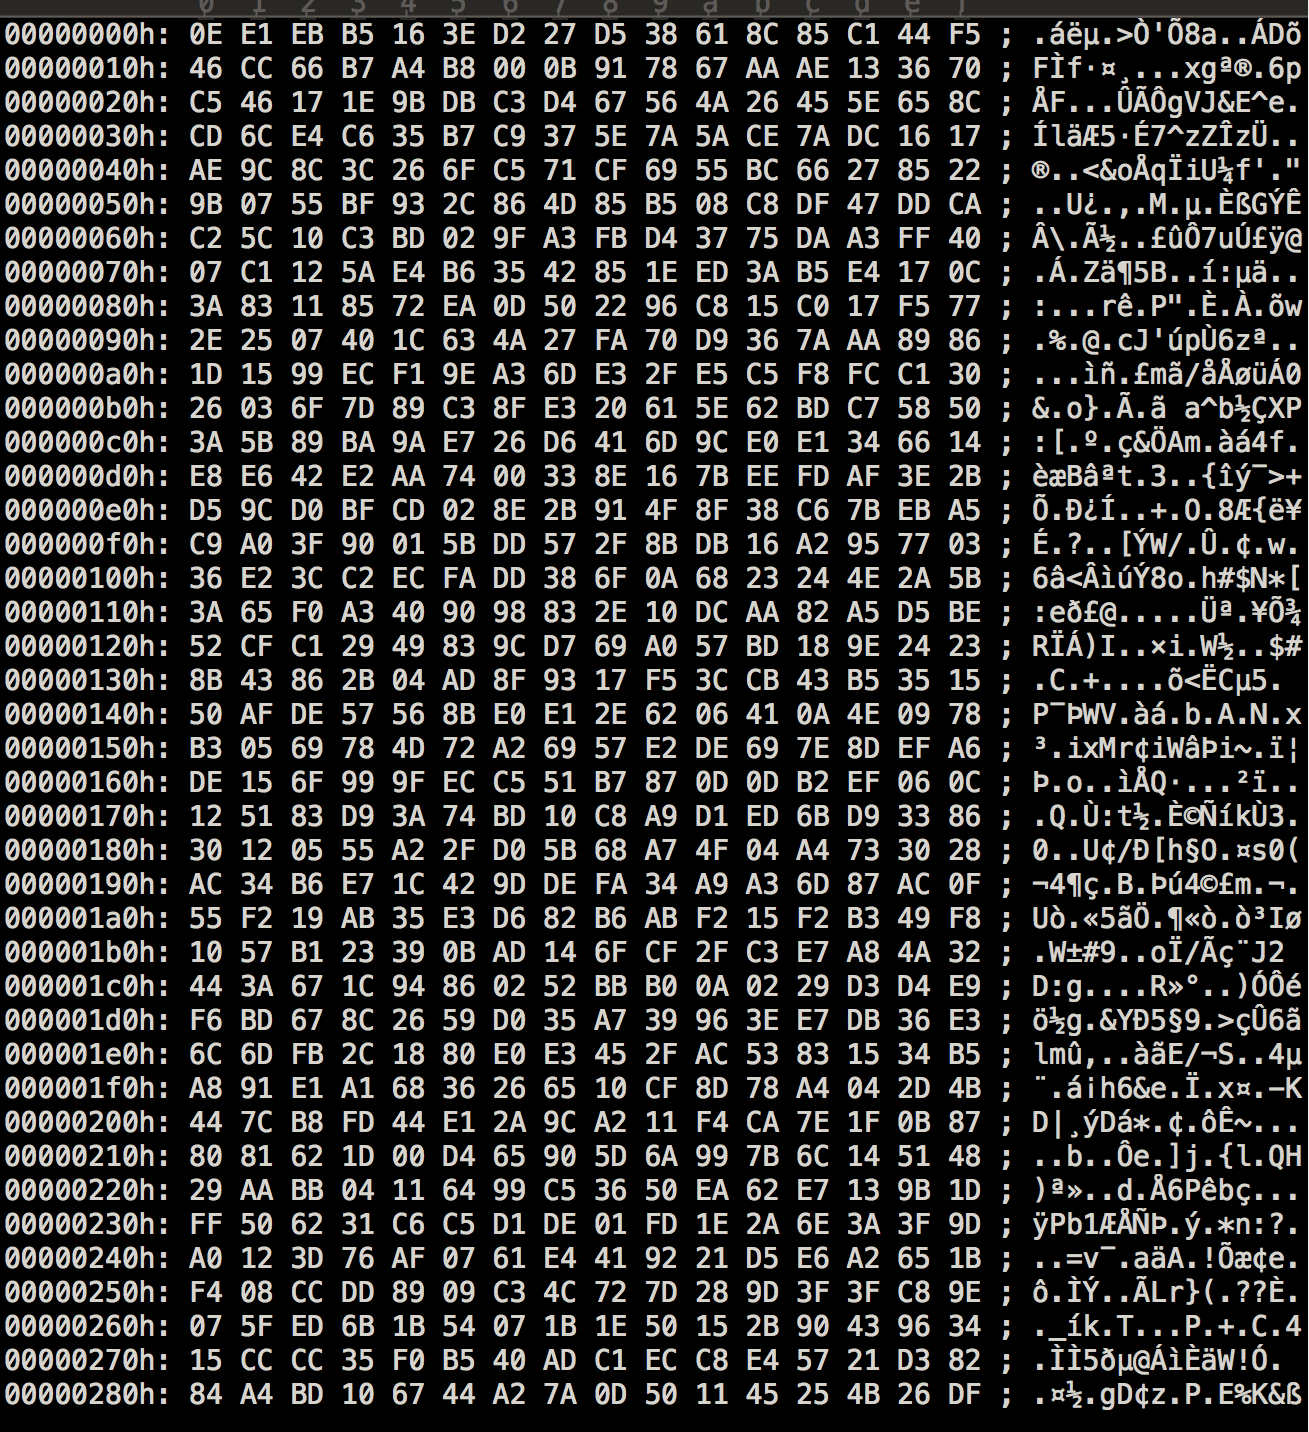 0 1 2 3 4 5 6 7 8 9 a b c d e f
00000000h: 0E E1 EB B5 16 3E D2 27 D5 38 61 8C 85 C1 44 F5 ; .áëµ.>Ò'Õ8a..ÁDõ
00000010h: 46 CC 66 B7 A4 B8 00 0B 91 78 67 AA AE 13 36 70 ; FÌf·¤¸...xgª®.6p
00000020h: C5 46 17 1E 9B DB C3 D4 67 56 4A 26 45 5E 65 8C ; ÅF...ÛÃÔgVJ&E^e.
00000030h: CD 6C E4 C6 35 B7 C9 37 5E 7A 5A CE 7A DC 16 17 ; ÍläÆ5·É7^zZÎzÜ..
00000040h: AE 9C 8C 3C 26 6F C5 71 CF 69 55 BC 66 27 85 22 ; ®..<&oÅqÏiU¼f'."
00000050h: 9B 07 55 BF 93 2C 86 4D 85 B5 08 C8 DF 47 DD CA ; ..U¿.,.M.µ.ÈßGÝÊ
00000060h: C2 5C 10 C3 BD 02 9F A3 FB D4 37 75 DA A3 FF 40 ; Â\.Ã½..£ûÔ7uÚ£ÿ@
00000070h: 07 C1 12 5A E4 B6 35 42 85 1E ED 3A B5 E4 17 0C ; .Á.Zä¶5B..í:µä..
00000080h: 3A 83 11 85 72 EA 0D 50 22 96 C8 15 C0 17 F5 77 ; :...rê.P".È.À.õw
00000090h: 2E 25 07 40 1C 63 4A 27 FA 70 D9 36 7A AA 89 86 ; .%.@.cJ'úpÙ6zª..
000000a0h: 1D 15 99 EC F1 9E A3 6D E3 2F E5 C5 F8 FC C1 30 ; ...ìñ.£mã/åÅøüÁ0
000000b0h: 26 03 6F 7D 89 C3 8F E3 20 61 5E 62 BD C7 58 50 ; &.o}.Ã.ã a^b½ÇXP
000000c0h: 3A 5B 89 BA 9A E7 26 D6 41 6D 9C E0 E1 34 66 14 ; :[.º.ç&ÖAm.àá4f.
000000d0h: E8 E6 42 E2 AA 74 00 33 8E 16 7B EE FD AF 3E 2B ; èæBâªt.3..{îý¯>+
000000e0h: D5 9C D0 BF CD 02 8E 2B 91 4F 8F 38 C6 7B EB A5 ; Õ.Ð¿Í..+.O.8Æ{ë¥
000000f0h: C9 A0 3F 90 01 5B DD 57 2F 8B DB 16 A2 95 77 03 ; É.?..[ÝW/.Û.¢.w.
00000100h: 36 E2 3C C2 EC FA DD 38 6F 0A 68 23 24 4E 2A 5B ; 6â<ÂìúÝ8o.h#$N*[
00000110h: 3A 65 F0 A3 40 90 98 83 2E 10 DC AA 82 A5 D5 BE ; :eð£@.....Üª.¥Õ¾
00000120h: 52 CF C1 29 49 83 9C D7 69 A0 57 BD 18 9E 24 23 ; RÏÁ)I..×i.W½..$#
00000130h: 8B 43 86 2B 04 AD 8F 93 17 F5 3C CB 43 B5 35 15 ; .C.+....õ<ËCµ5.
00000140h: 50 AF DE 57 56 8B E0 E1 2E 62 06 41 0A 4E 09 78 ; P¯ÞWV.àá.b.A.N.x
00000150h: B3 05 69 78 4D 72 A2 69 57 E2 DE 69 7E 8D EF A6 ; ³.ixMr¢iWâÞi~.ï¦
00000160h: DE 15 6F 99 9F EC C5 51 B7 87 0D 0D B2 EF 06 0C ; Þ.o..ìÅQ·...²ï..
00000170h: 12 51 83 D9 3A 74 BD 10 C8 A9 D1 ED 6B D9 33 86 ; .Q.Ù:t½.È©ÑíkÙ3.
00000180h: 30 12 05 55 A2 2F D0 5B 68 A7 4F 04 A4 73 30 28 ; 0..U¢/Ð[h§O.¤s0(
00000190h: AC 34 B6 E7 1C 42 9D DE FA 34 A9 A3 6D 87 AC 0F ; ¬4¶ç.B.Þú4©£m.¬.
000001a0h: 55 F2 19 AB 35 E3 D6 82 B6 AB F2 15 F2 B3 49 F8 ; Uò.«5ãÖ.¶«ò.ò³Iø
000001b0h: 10 57 B1 23 39 0B AD 14 6F CF 2F C3 E7 A8 4A 32 ; .W±#9..oÏ/Ãç¨J2
000001c0h: 44 3A 67 1C 94 86 02 52 BB B0 0A 02 29 D3 D4 E9 ; D:g....R»°..)ÓÔé
000001d0h: F6 BD 67 8C 26 59 D0 35 A7 39 96 3E E7 DB 36 E3 ; ö½g.&YÐ5§9.>çÛ6ã
000001e0h: 6C 6D FB 2C 18 80 E0 E3 45 2F AC 53 83 15 34 B5 ; lmû,..àãE/¬S..4µ
000001f0h: A8 91 E1 A1 68 36 26 65 10 CF 8D 78 A4 04 2D 4B ; ¨.á¡h6&e.Ï.x¤.-K
00000200h: 44 7C B8 FD 44 E1 2A 9C A2 11 F4 CA 7E 1F 0B 87 ; D|¸ýDá*.¢.ôÊ~...
00000210h: 80 81 62 1D 00 D4 65 90 5D 6A 99 7B 6C 14 51 48 ; ..b..Ôe.]j.{l.QH
00000220h: 29 AA BB 04 11 64 99 C5 36 50 EA 62 E7 13 9B 1D ; )ª»..d.Å6Pêbç...
00000230h: FF 50 62 31 C6 C5 D1 DE 01 FD 1E 2A 6E 3A 3F 9D ; ÿPb1ÆÅÑÞ.ý.*n:?.
00000240h: A0 12 3D 76 AF 07 61 E4 41 92 21 D5 E6 A2 65 1B ; ..=v¯.aäA.!Õæ¢e.
00000250h: F4 08 CC DD 89 09 C3 4C 72 7D 28 9D 3F 3F C8 9E ; ô.ÌÝ..ÃLr}(.??È.
00000260h: 07 5F ED 6B 1B 54 07 1B 1E 50 15 2B 90 43 96 34 ; ._ík.T...P.+.C.4
00000270h: 15 CC CC 35 F0 B5 40 AD C1 EC C8 E4 57 21 D3 82 ; .ÌÌ5ðµ@ÁìÈäW!Ó.
00000280h: 84 A4 BD 10 67 44 A2 7A 0D 50 11 45 25 4B 26 DF ; .¤½.gD¢z.P.E%K&ß